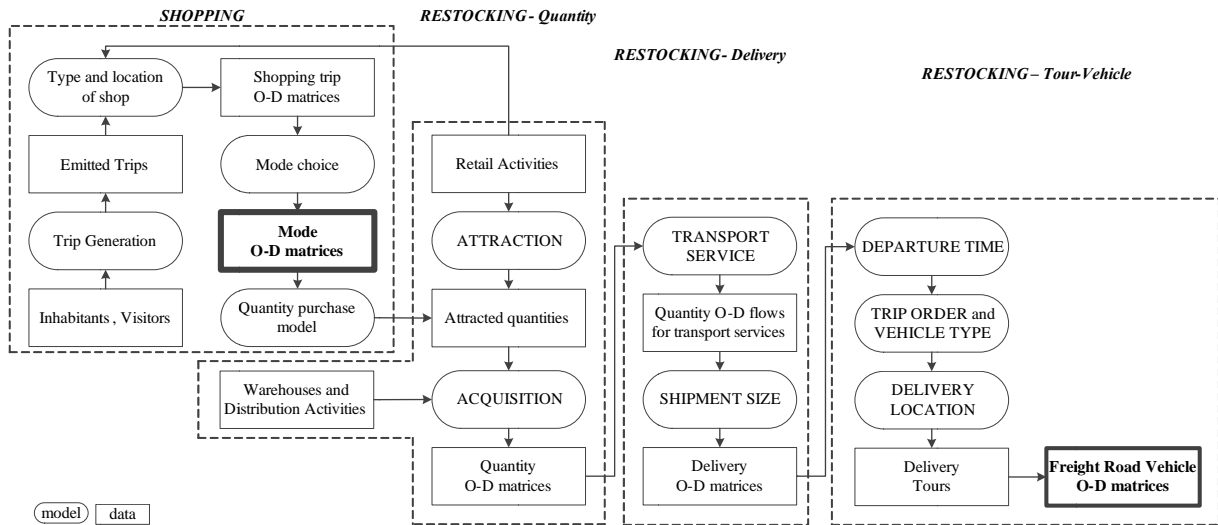 SHOPPING
RESTOCKING - Quantity
RESTOCKING- Delivery
RESTOCKING – Tour-Vehicle
Type and location
of shop
Shopping trip
O-D matrices
Emitted Trips
Mode choice
Trip Generation
Mode
O-D matrices
Inhabitants , Visitors
Quantity purchase
model
Retail Activities
ATTRACTION
Attracted quantities
Warehouses and
Distribution Activities
ACQUISITION
Quantity
O-D matrices
TRANSPORT
SERVICE
Quantity O-D flows
for transport services
SHIPMENT SIZE
Delivery
O-D matrices
DEPARTURE TIME
TRIP ORDER and
VEHICLE TYPE
DELIVERY
LOCATION
Delivery
Tours
Freight Road Vehicle
O-D matrices
model
data